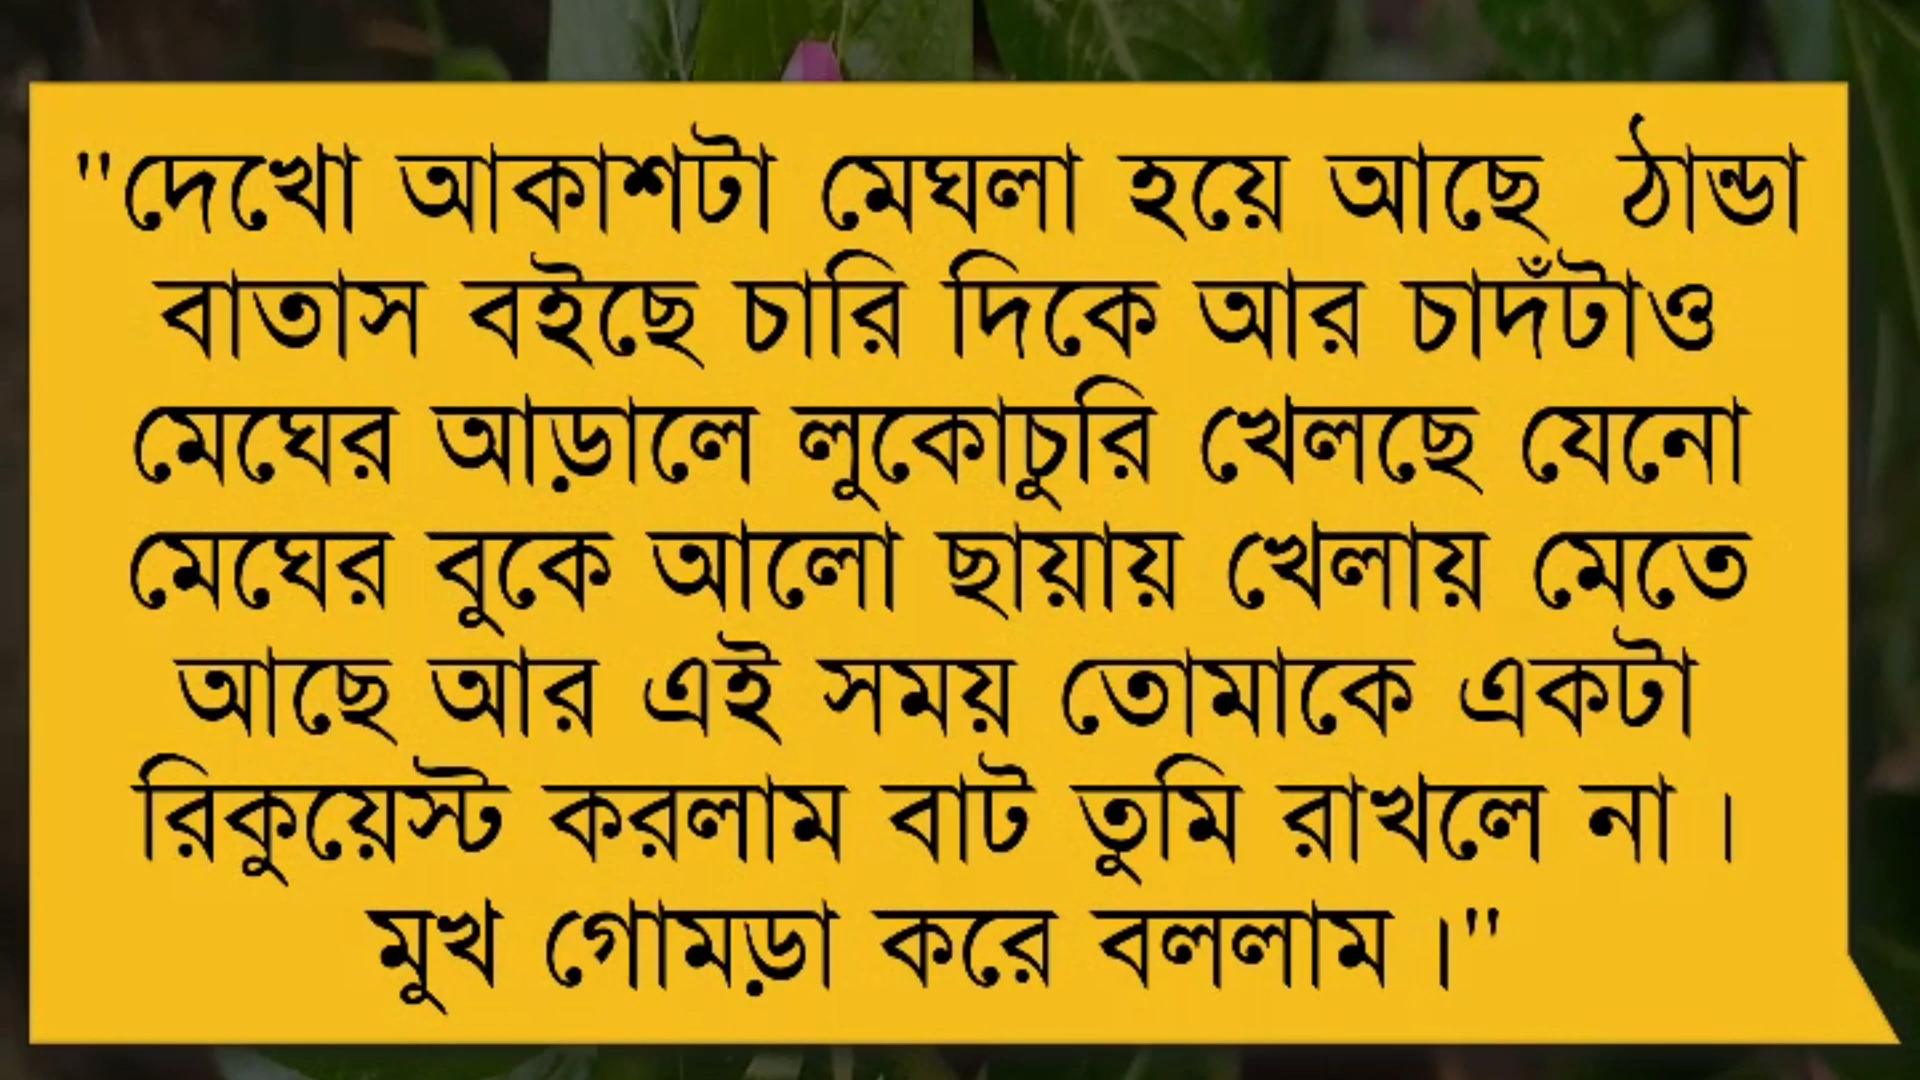 "দেখো আকাশটা মেঘলা হয়ে আছে  ঠান্ডা
বাতাস বইছে চারি দিকে আর চাদঁটাও
মেঘের আড়ালে লুকোচুরি খেলছে যেনো
মেঘের বুকে আলো ছায়ায় খেলায় মেতে
আছে আর এই সময় তোমাকে একটা
রিকুয়েস্ট করলাম বাট তুমি রাখলে না ।
মুখ গোমড়া করে বললাম ।"